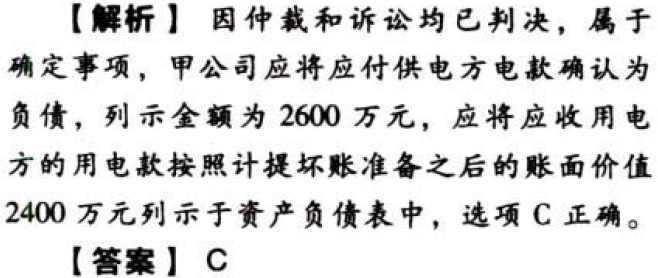 【解析】 因仲裁和诉讼均已判决，属于
确定事项，甲公司应将应付供电方电款确认为
负债，列示金额为 2600 万元，应将应收用电
方的用电款按照计提坏账准备之后的账面价值
2400 万元列示于资产负债表中，选项 C 正确。
【答案】 C